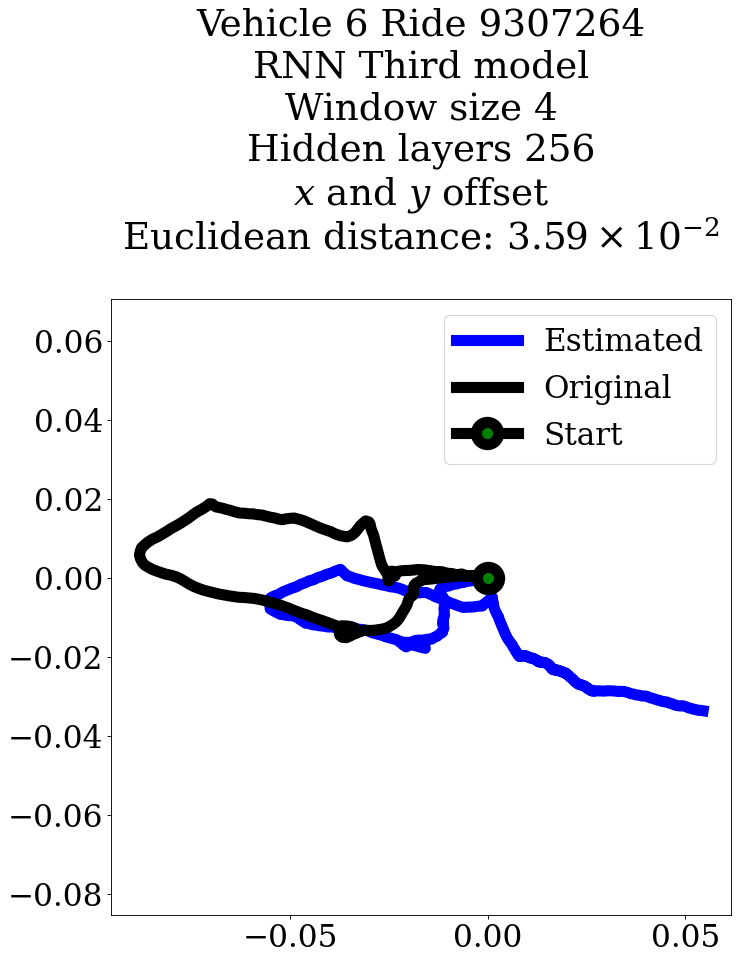 Vehicle 6 Ride 9307264
RNN Third model
Window size 4
Hidden layers 256
x and y offset
Euclidean distance: 3.59 × 10⁻²
Estimated
Original
Start
0.06
0.04
0.02
0.00
−0.02
−0.04
−0.06
−0.08
−0.05 0.00 0.05